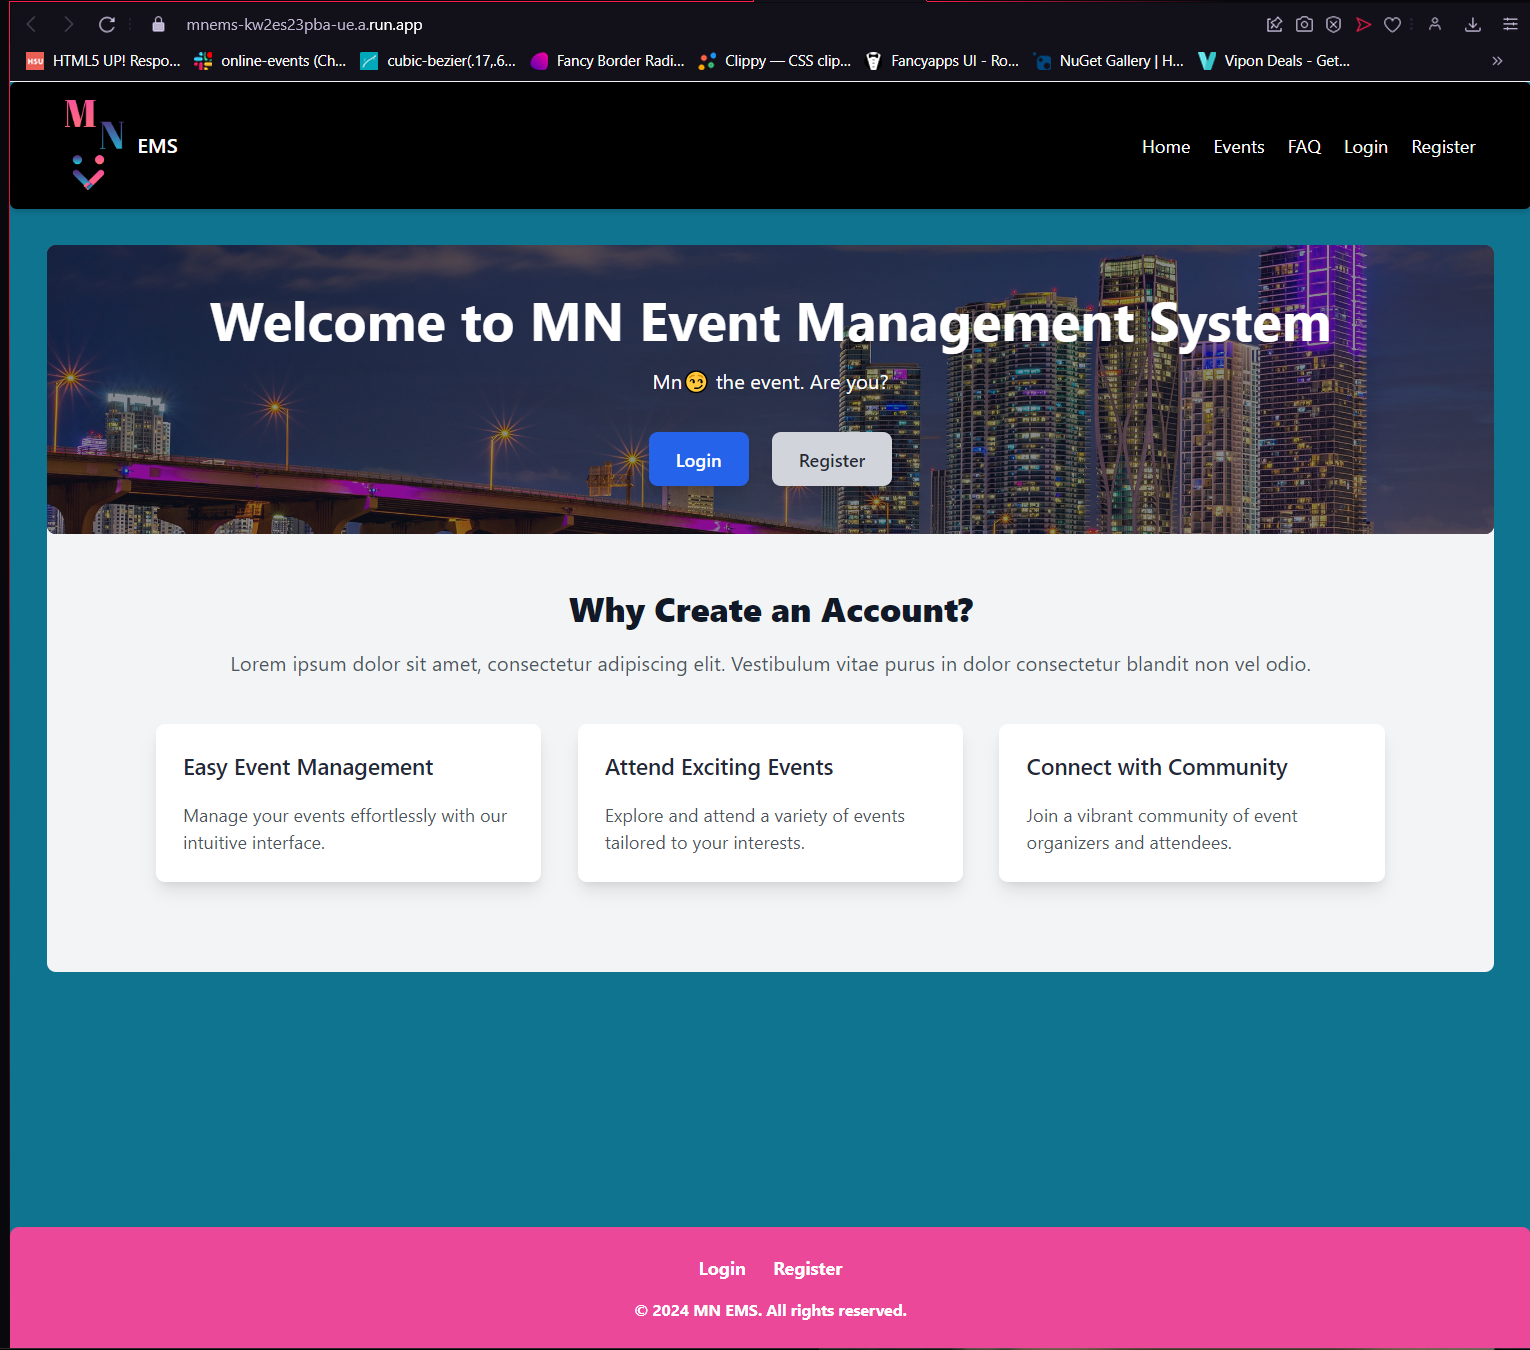 mnems-kw2es23pba-ue.a.run.app
HSU HTML5 UP! Respo... online-events (Ch... cubic-bezier(.17,.6... Fancy Border Radi... Clippy — CSS clip... Fancyapps UI - Ro... NuGet Gallery | H... Vipon Deals - Get... »
M
N
EMS
Home Events FAQ Login Register
Welcome to MN Event Management System
Mn😏 the event. Are you?
Login Register
Why Create an Account?
Lorem ipsum dolor sit amet, consectetur adipiscing elit. Vestibulum vitae purus in dolor consectetur blandit non vel odio.
Easy Event Management
Manage your events effortlessly with our
intuitive interface.
Attend Exciting Events
Explore and attend a variety of events
tailored to your interests.
Connect with Community
Join a vibrant community of event
organizers and attendees.
Login Register
© 2024 MN EMS. All rights reserved.